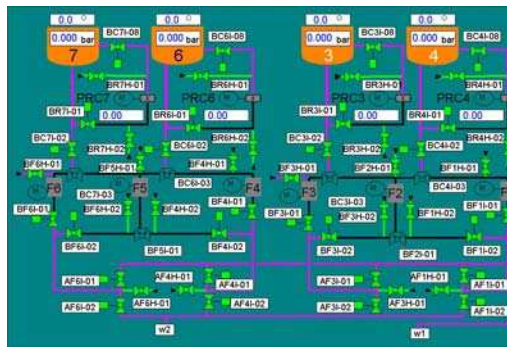 0.0 ° 0.0 ° 0.0 ° 0.0 °
0.000 bar BC7I-08 0.000 bar BC6I-08 0.000 bar BC3I-08 0.000 bar BC4I-08
7 6 3 4
BR7H-01 BR6H-01 BR3H-01 BR4H-01
PRC7 PRC6 PRC3 PRC4
BR7I-01 0.00 BR6I-01 0.00 BR3I-01 0.00 BR4I-01 0.00
BC7I-02 BR7H-02 BC6I-02 BR6H-02 BC3I-02 BR3H-02 BC4I-02 BR4H-02
BF6H-01 BF5H-01 BF4H-01 BF3H-01 BF2H-01 BF1H-01
F6 BC7I-03 F5 BC6I-03 F4 F3 BC3I-03 F2 BC4I-03
BF6I-01 BF6H-02 BF4H-02 BF4I-01 BF3I-01 BF3H-02 BF1H-02
BF6I-02 BF5I-01 BF4I-02 BF3I-02 BF2I-01 BF1I-02
AF6I-01 AF4H-01 AF4I-01 AF3I-01 AF1H-01 AF1I-01
AF6I-02 AF6H-01 AF4I-02 AF3I-02 AF3H-01 AF1I-02
w2 w1